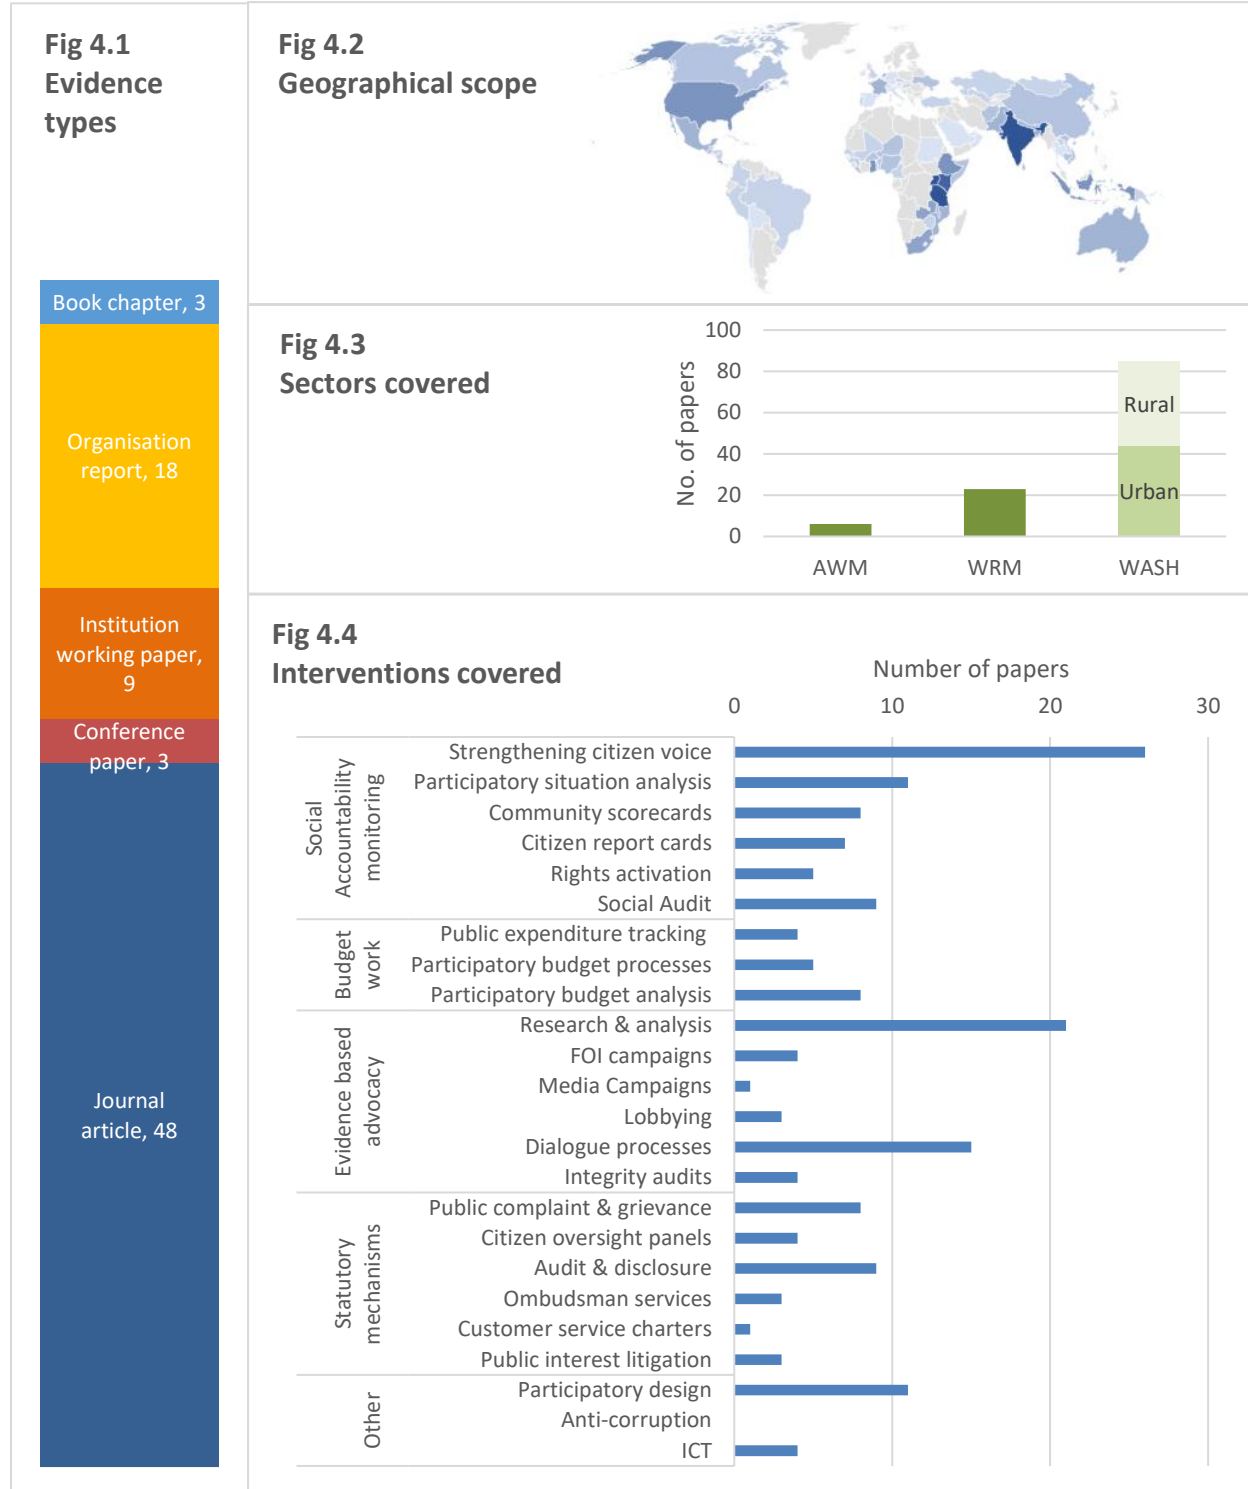 Fig 4.1
Evidence
types
Book chapter, 3
Organisation
report, 18
Institution
working paper,
9
Conference
paper, 3
Journal
article, 48
Fig 4.2
Geographical scope
Fig 4.3
Sectors covered
No. of papers
100
80
60
40
20
0
Rural
Urban
AWM
WRM
WASH
Fig 4.4
Interventions covered
Number of papers
0
10
20
30
Social
Accountability
monitoring
Strengthening citizen voice
Participatory situation analysis
Community scorecards
Citizen report cards
Rights activation
Social Audit
Budget
work
Public expenditure tracking
Participatory budget processes
Participatory budget analysis
Evidence based
advocacy
Research & analysis
FOI campaigns
Media Campaigns
Lobbying
Dialogue processes
Integrity audits
Statutory
mechanisms
Public complaint & grievance
Citizen oversight panels
Audit & disclosure
Ombudsman services
Customer service charters
Public interest litigation
Other
Participatory design
Anti-corruption
ICT